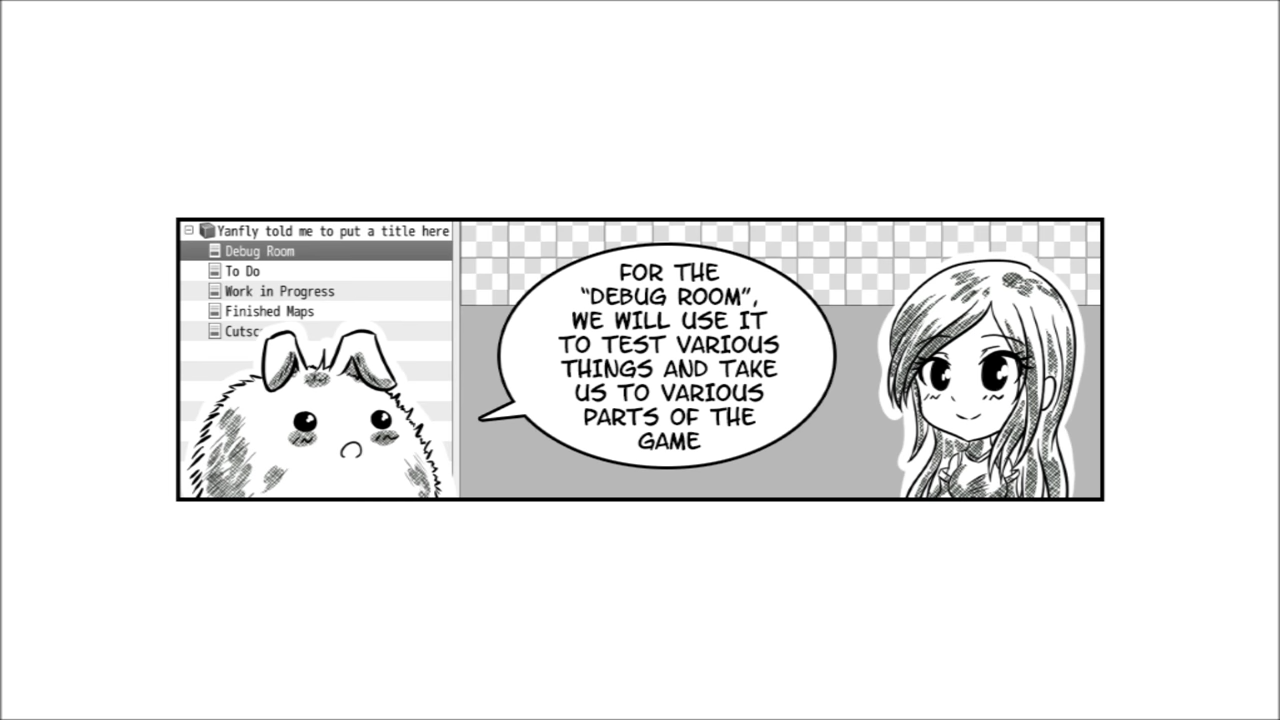 Yanfly told me to put a title here
Debug Room
To Do
Work in Progress
Finished Maps
Cutsc
FOR THE
"DEBUG ROOM",
WE WILL USE IT
TO TEST VARIOUS
THINGS AND TAKE
US TO VARIOUS
PARTS OF THE
GAME